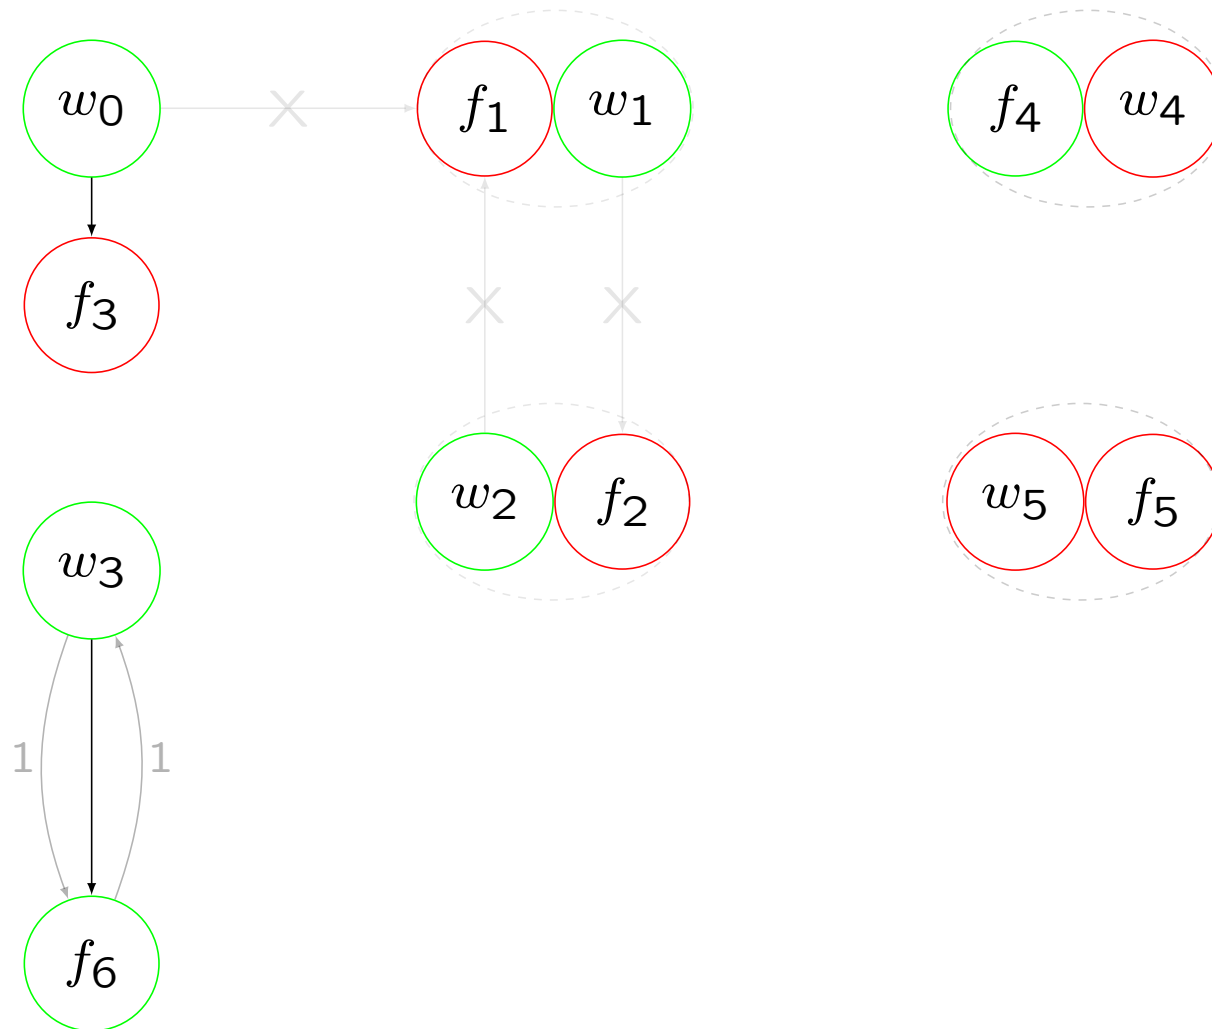 w₀ X f₁ w₁ f₄ w₄
f₃ X X
w₂ f₂ w₅ f₅
w₃
1 1
f₆